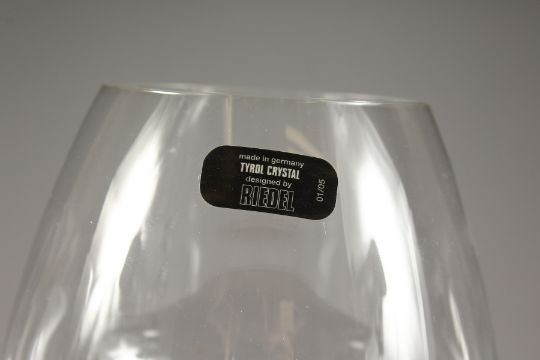 made in germany
TYROL CRYSTAL
designed by
RIEDEL
01/05